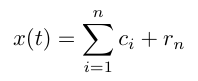 x(t) = \sum_{i=1}^{n} c_i + r_n